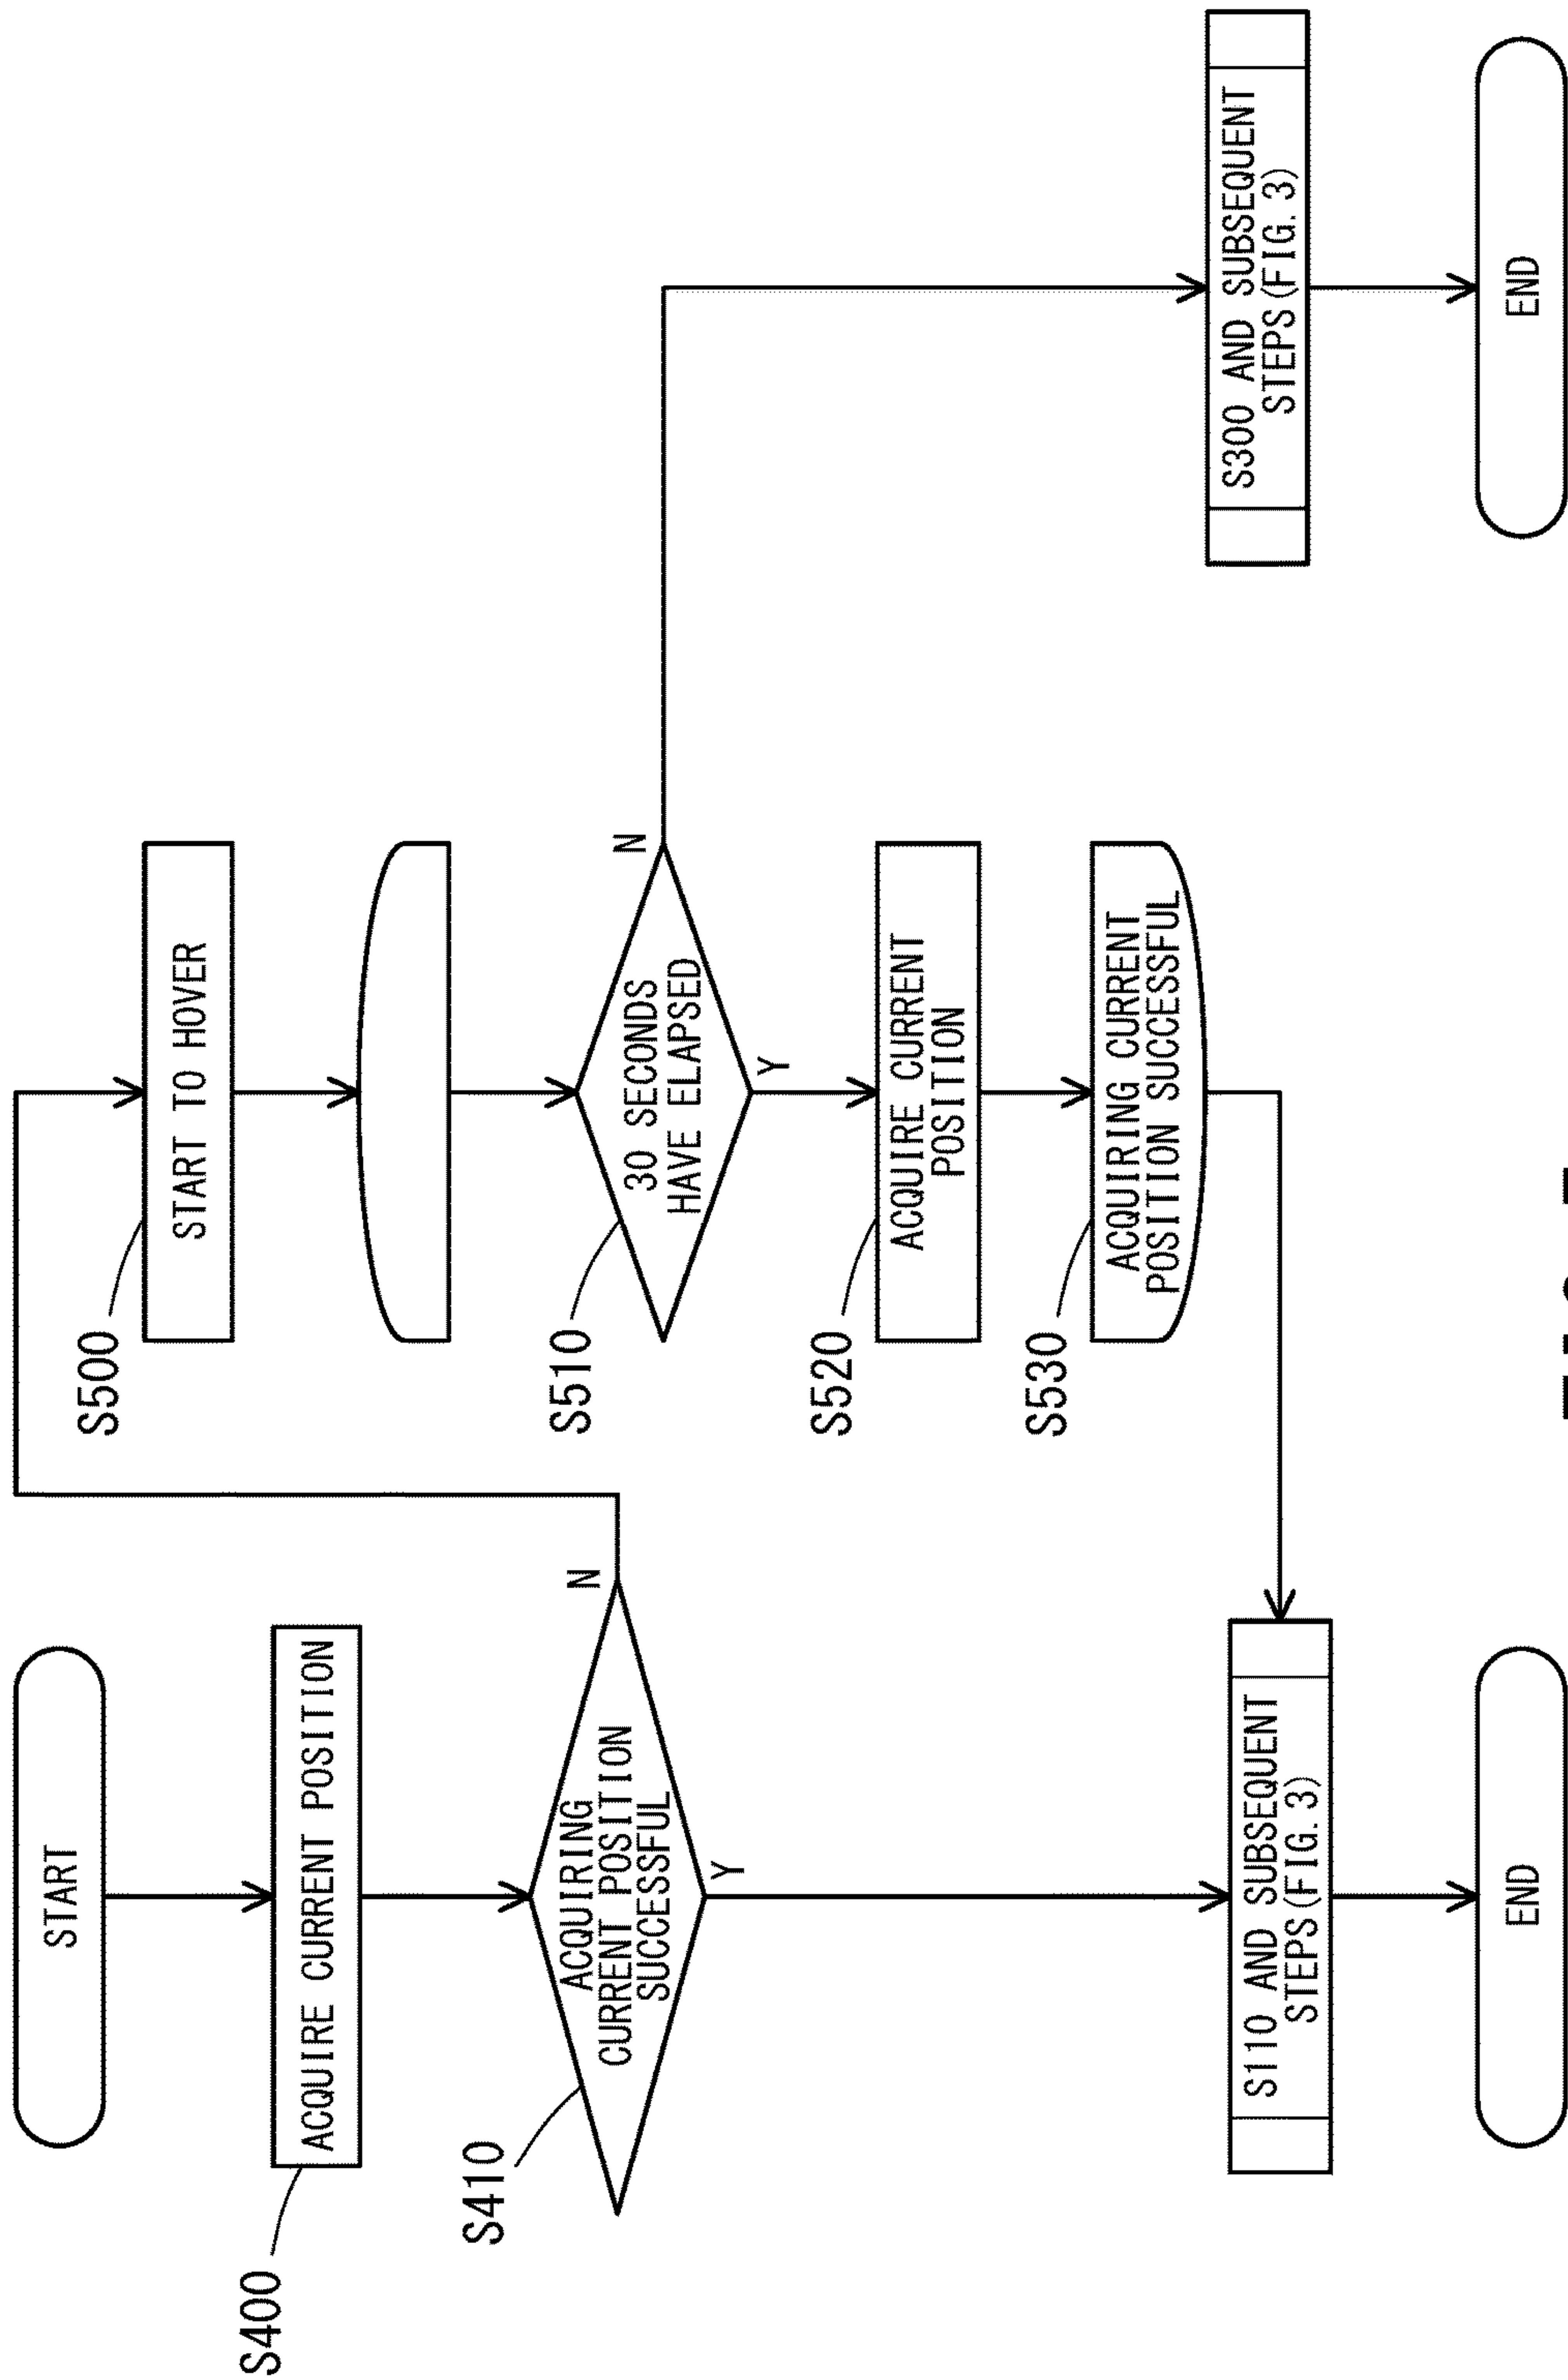 START
S400
ACQUIRE CURRENT POSITION
S410
ACQUIRING
CURRENT POSITION
SUCCESSFUL
N
Y
S110 AND SUBSEQUENT
STEPS(FIG. 3)
END
S500
START TO HOVER
S510
30 SECONDS
HAVE ELAPSED
N
Y
S520
ACQUIRE CURRENT
POSITION
S530
ACQUIRING CURRENT
POSITION SUCCESSFUL
S300 AND SUBSEQUENT
STEPS(FIG. 3)
END